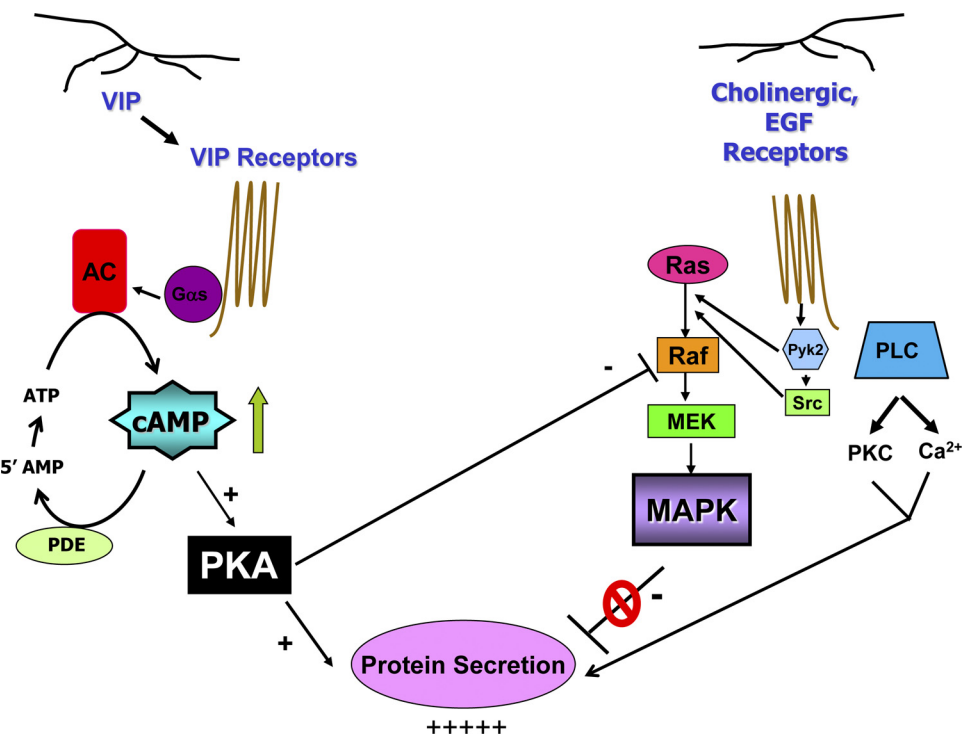 VIP
Cholinergic,
EGF
Receptors
VIP Receptors
AC
Gαs
Ras
Raf
Pyk2
PLC
ATP
cAMP
-
MEK
Src
5′ AMP
PKC
Ca²⁺
+
MAPK
PDE
PKA
-
+
Protein Secretion
+++++